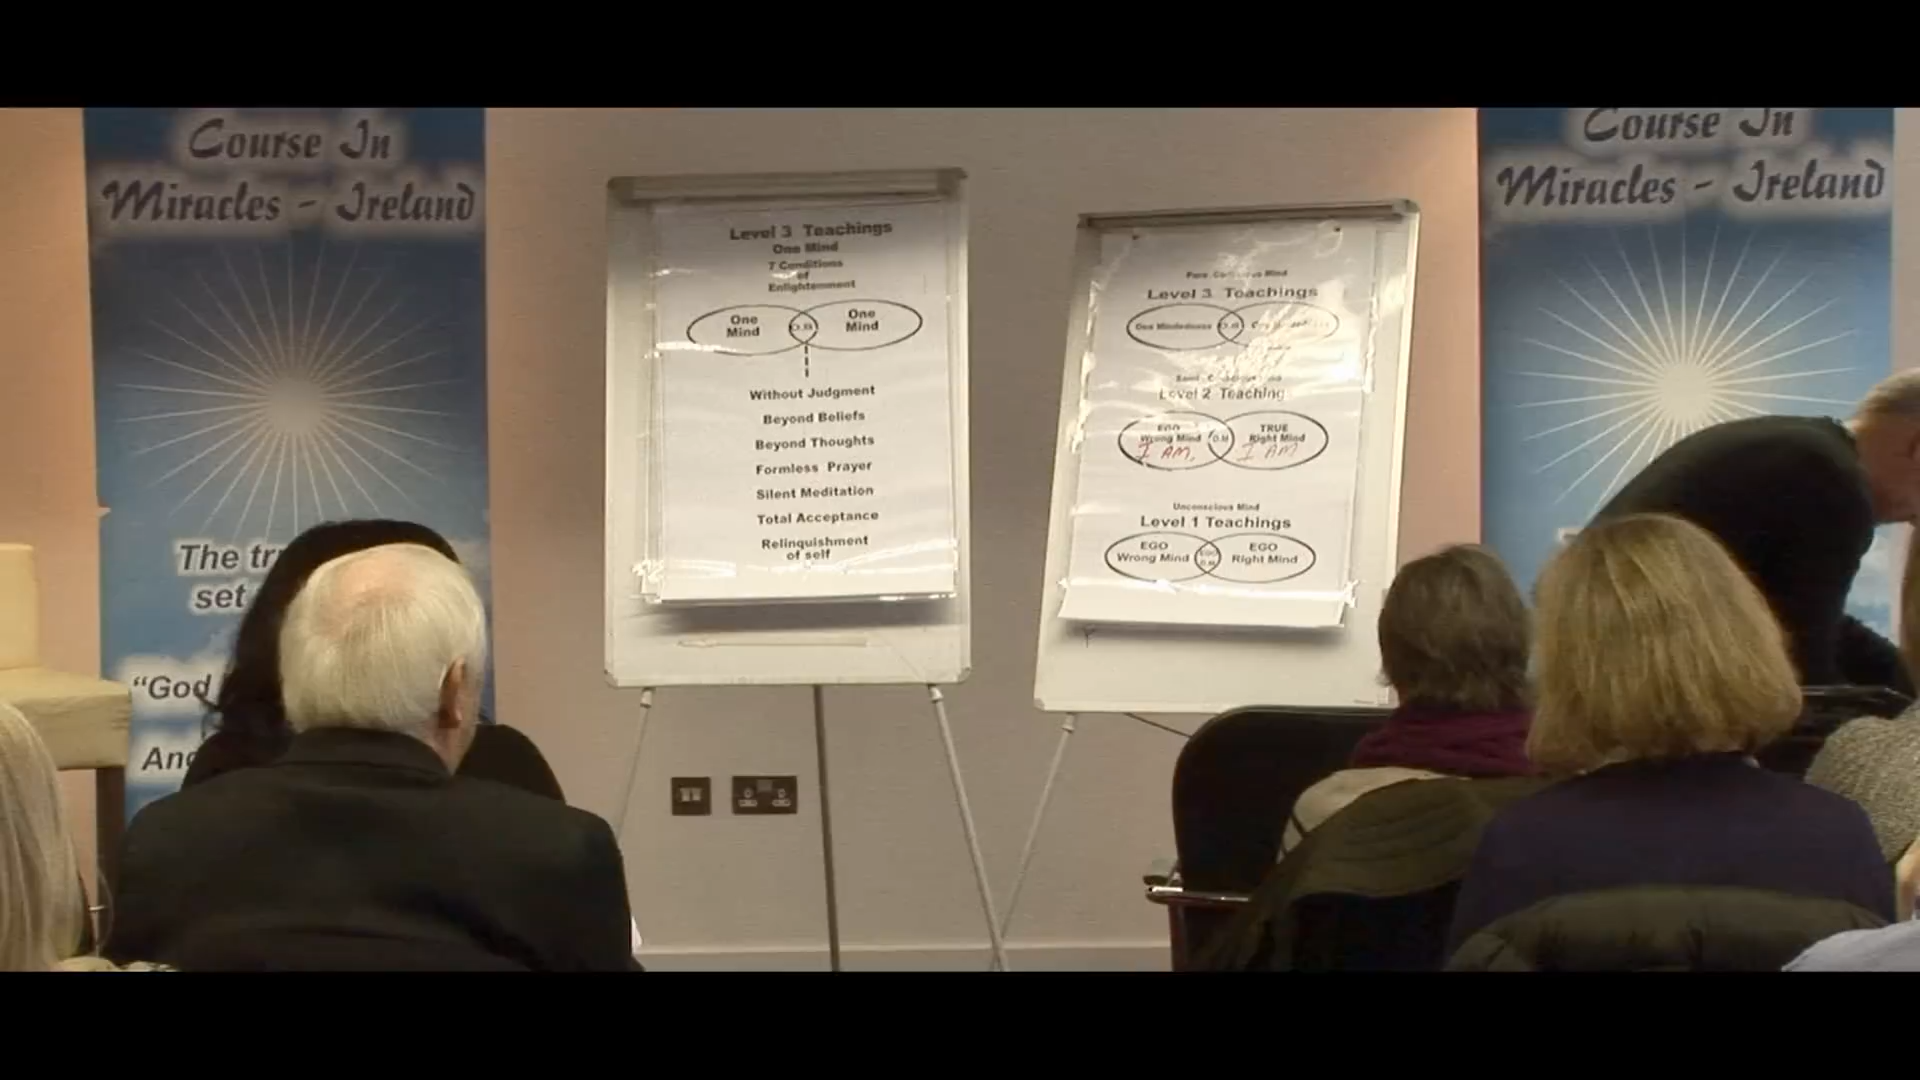 Course In
Miracles - Ireland
The
set
"God
Level 3 Teachings
One Mind
7 Conditions
of
Enlightenment
One
Mind
One
Mind
Without Judgment
Beyond Beliefs
Beyond Thoughts
Formless Prayer
Silent Meditation
Total Acceptance
Relinquishment
of self
Level 3 Teachings
One Mindedness
Level 2 Teaching
EGO
Wrong Mind
I AM,
D.M
TRUE
Right Mind
I AM
Unconscious Mind
Level 1 Teachings
EGO
Wrong Mind
EGO
D.M
EGO
Right Mind
Course In
Miracles - Ireland